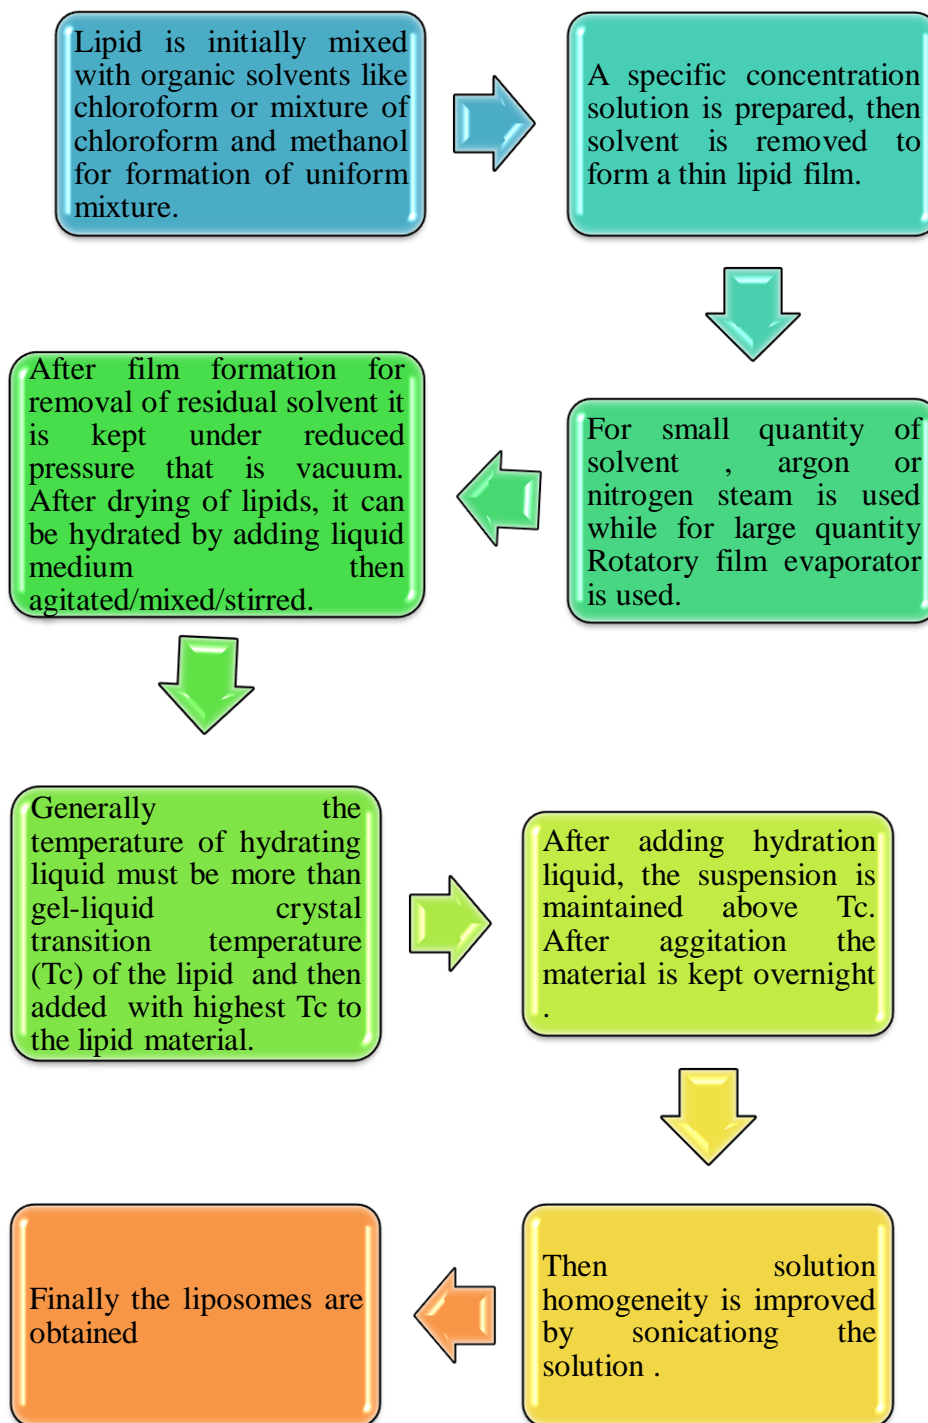 Lipid is initially mixed
with organic solvents like
chloroform or mixture of
chloroform and methanol
for formation of uniform
mixture.
A specific concentration
solution is prepared, then
solvent is removed to
form a thin lipid film.
For small quantity of
solvent , argon or
nitrogen steam is used
while for large quantity
Rotatory film evaporator
is used.
After film formation for
removal of residual solvent it
is kept under reduced
pressure that is vacuum.
After drying of lipids, it can
be hydrated by adding liquid
medium then
agitated/mixed/stirred.
Generally the
temperature of hydrating
liquid must be more than
gel-liquid crystal
transition temperature
(Tc) of the lipid and then
added with highest Tc to
the lipid material.
After adding hydration
liquid, the suspension is
maintained above Tc.
After aggitation the
material is kept overnight
.
Then solution
homogeneity is improved
by sonicationg the
solution .
Finally the liposomes are
obtained